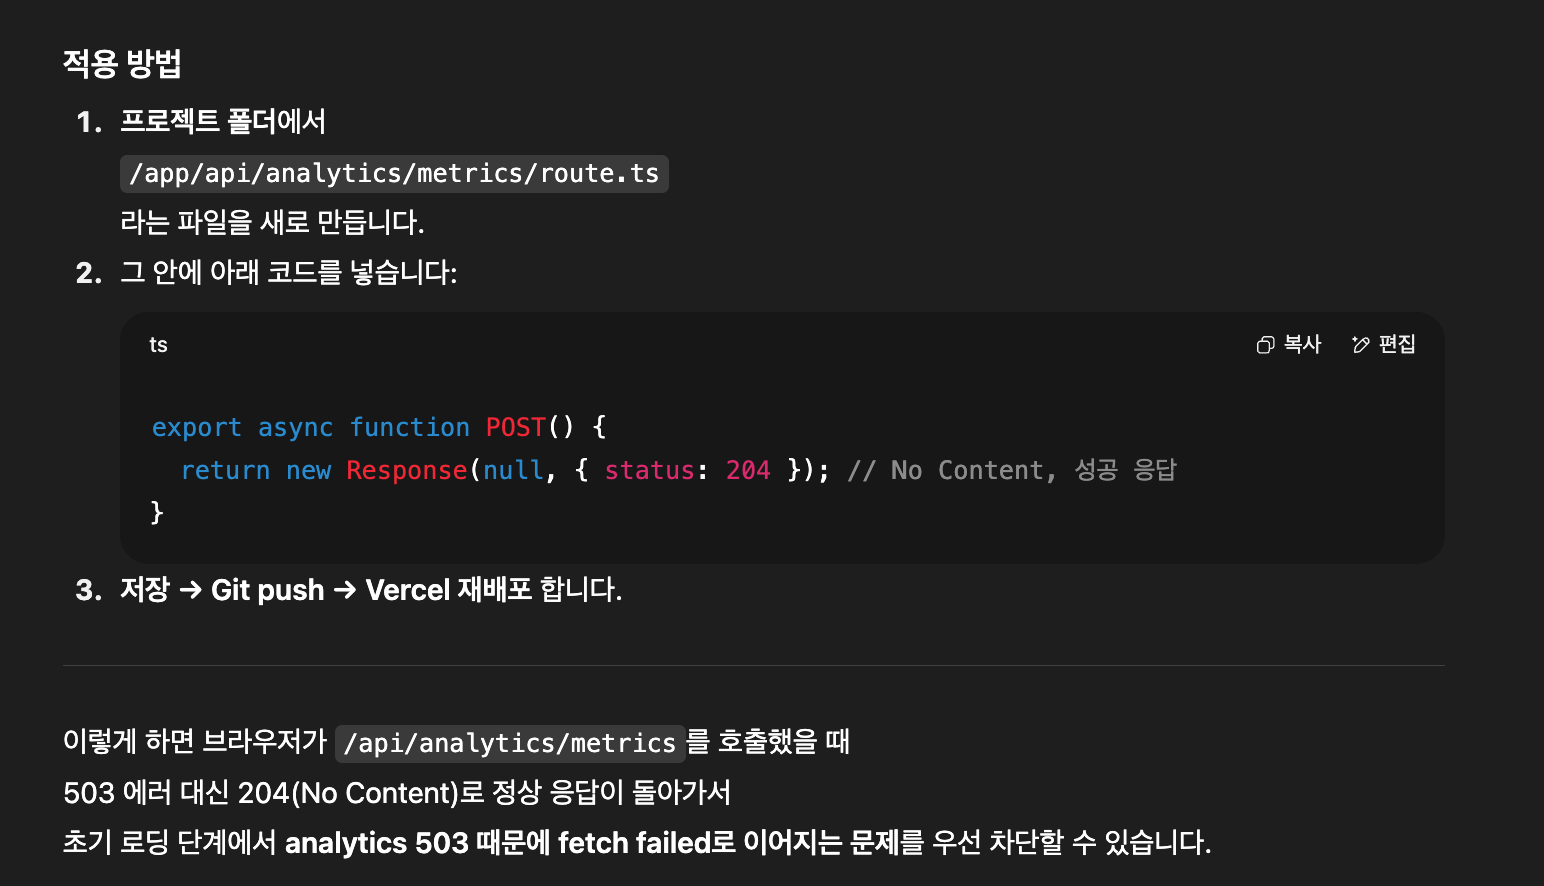 적용 방법
1. 프로젝트 폴더에서
/app/api/analytics/metrics/route.ts
라는 파일을 새로 만듭니다.
2. 그 안에 아래 코드를 넣습니다:
ts 복사 편집
export async function POST() {
  return new Response(null, { status: 204 }); // No Content, 성공 응답
}
3. 저장 → Git push → Vercel 재배포 합니다.
이렇게 하면 브라우저가 /api/analytics/metrics 를 호출했을 때
503 에러 대신 204(No Content)로 정상 응답이 돌아가서
초기 로딩 단계에서 analytics 503 때문에 fetch failed로 이어지는 문제를 우선 차단할 수 있습니다.